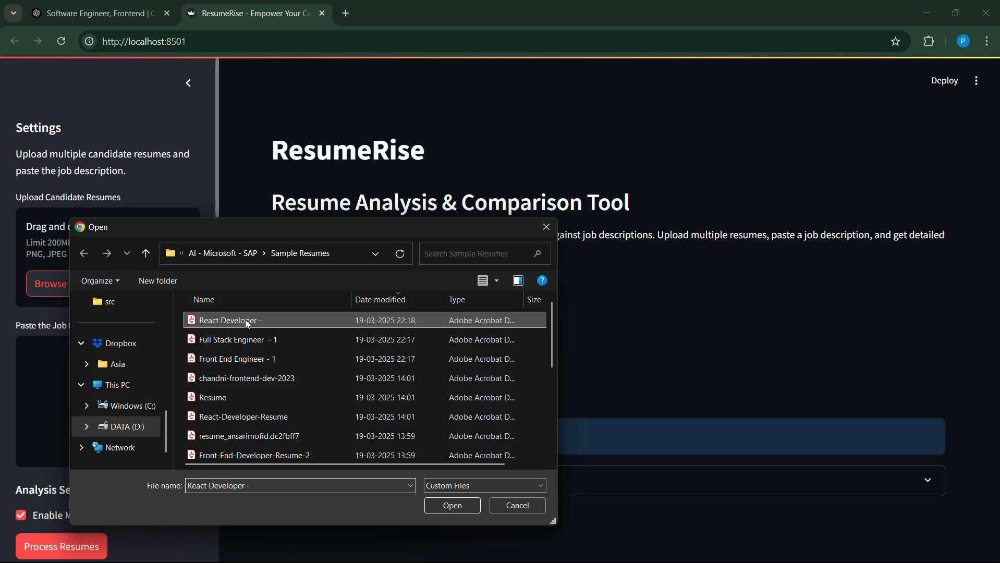 Software Engineer, Frontend | O
ResumeRise - Empower Your Ca
http://localhost:8501
P
Deploy
Settings
Upload multiple candidate resumes and
paste the job description.
Upload Candidate Resumes
Drag and d
Limit 200MB
PNG, JPEG
Browse
Paste the Job
Analysis Se
Enable M
Process Resumes
ResumeRise
Resume Analysis & Comparison Tool
gainst job descriptions. Upload multiple resumes, paste a job description, and get detailed
Open
« AI - Microsoft - SAP > Sample Resumes
Search Sample Resumes
Organize
New folder
?
src
Dropbox
Asia
This PC
Windows (C:)
DATA (D:)
Network
Name Date modified Type Size
React Developer - 19-03-2025 22:18 Adobe Acrobat D...
Full Stack Engineer - 1 19-03-2025 22:17 Adobe Acrobat D...
Front End Engineer - 1 19-03-2025 22:17 Adobe Acrobat D...
chandni-frontend-dev-2023 19-03-2025 14:01 Adobe Acrobat D...
Resume 19-03-2025 14:01 Adobe Acrobat D...
React-Developer-Resume 19-03-2025 14:01 Adobe Acrobat D...
resume_ansarimofid.dc2fbff7 19-03-2025 13:59 Adobe Acrobat D...
Front-End-Developer-Resume-2 19-03-2025 13:59 Adobe Acrobat D...
File name: React Developer -
Custom Files
Open
Cancel